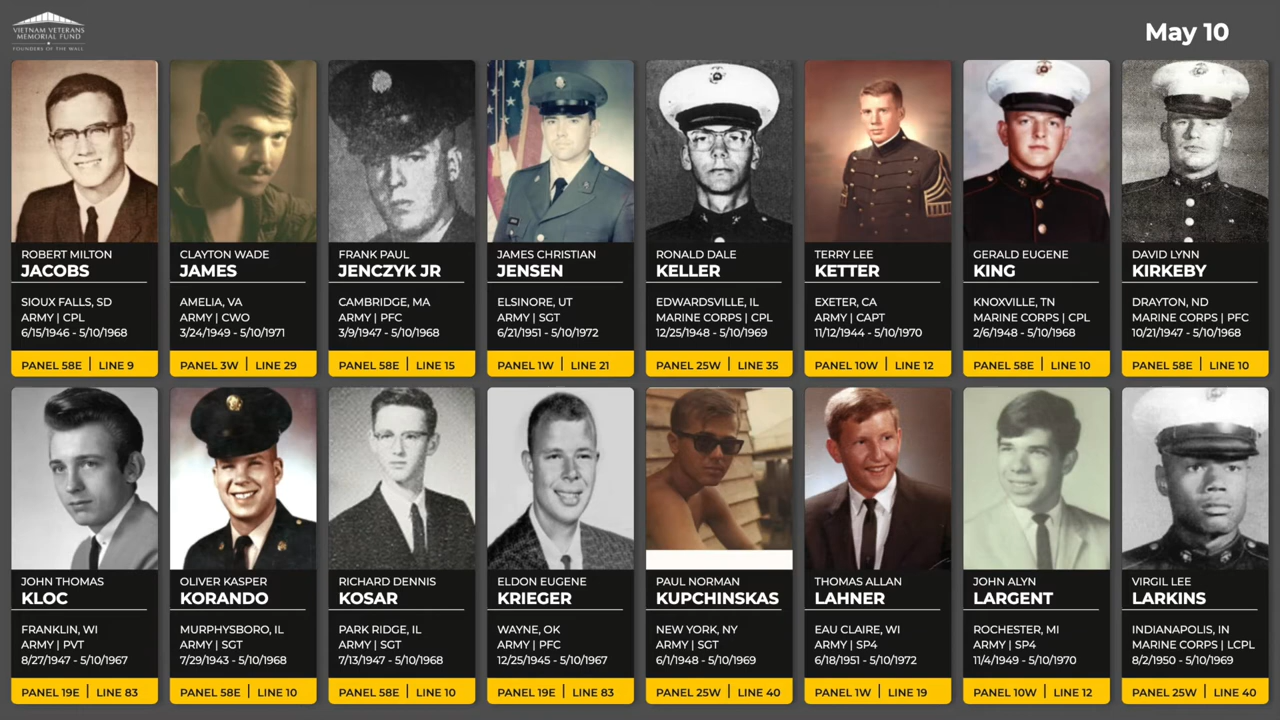 VIETNAM VETERANS
MEMORIAL FUND
FOUNDERS OF THE WALL
May 10
ROBERT MILTON
JACOBS
SIOUX FALLS, SD
ARMY | CPL
6/15/1946 - 5/10/1968
PANEL 58E | LINE 9
CLAYTON WADE
JAMES
AMELIA, VA
ARMY | CWO
3/24/1949 - 5/10/1971
PANEL 3W | LINE 29
FRANK PAUL
JENCZYK JR
CAMBRIDGE, MA
ARMY | PFC
3/9/1947 - 5/10/1968
PANEL 58E | LINE 15
JAMES CHRISTIAN
JENSEN
ELSINORE, UT
ARMY | SGT
6/21/1951 - 5/10/1972
PANEL 1W | LINE 21
RONALD DALE
KELLER
EDWARDSVILLE, IL
MARINE CORPS | CPL
12/25/1948 - 5/10/1969
PANEL 25W | LINE 35
TERRY LEE
KETTER
EXETER, CA
ARMY | CAPT
11/12/1944 - 5/10/1970
PANEL 10W | LINE 12
GERALD EUGENE
KING
KNOXVILLE, TN
MARINE CORPS | CPL
2/6/1948 - 5/10/1968
PANEL 58E | LINE 10
DAVID LYNN
KIRKEBY
DRAYTON, ND
MARINE CORPS | PFC
10/21/1947 - 5/10/1968
PANEL 58E | LINE 10
JOHN THOMAS
KLOC
FRANKLIN, WI
ARMY | PVT
8/27/1947 - 5/10/1967
PANEL 19E | LINE 83
OLIVER KASPER
KORANDO
MURPHYSBORO, IL
ARMY | SGT
7/29/1943 - 5/10/1968
PANEL 58E | LINE 10
RICHARD DENNIS
KOSAR
PARK RIDGE, IL
ARMY | SGT
7/13/1947 - 5/10/1968
PANEL 58E | LINE 10
ELDON EUGENE
KRIEGER
WAYNE, OK
ARMY | PFC
12/25/1945 - 5/10/1967
PANEL 19E | LINE 83
PAUL NORMAN
KUPCHINSKAS
NEW YORK, NY
ARMY | SGT
6/1/1948 - 5/10/1969
PANEL 25W | LINE 40
THOMAS ALLAN
LAHNER
EAU CLAIRE, WI
ARMY | SP4
6/18/1951 - 5/10/1972
PANEL 1W | LINE 19
JOHN ALYN
LARGENT
ROCHESTER, MI
ARMY | SP4
11/4/1949 - 5/10/1970
PANEL 10W | LINE 12
VIRGIL LEE
LARKINS
INDIANAPOLIS, IN
MARINE CORPS | LCPL
8/2/1950 - 5/10/1969
PANEL 25W | LINE 40